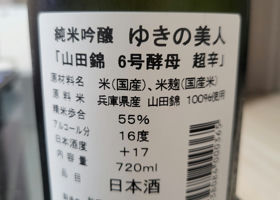 純米吟醸 ゆきの美人
「山田錦 6号酵母 超辛」
原材料名 米(国産)、米麹(国産米)
原料米 兵庫県産 山田錦 100%使用
精米歩合 55%
アルコール分 16度
日本酒度 +17
内容量 720ml
品目 日本酒